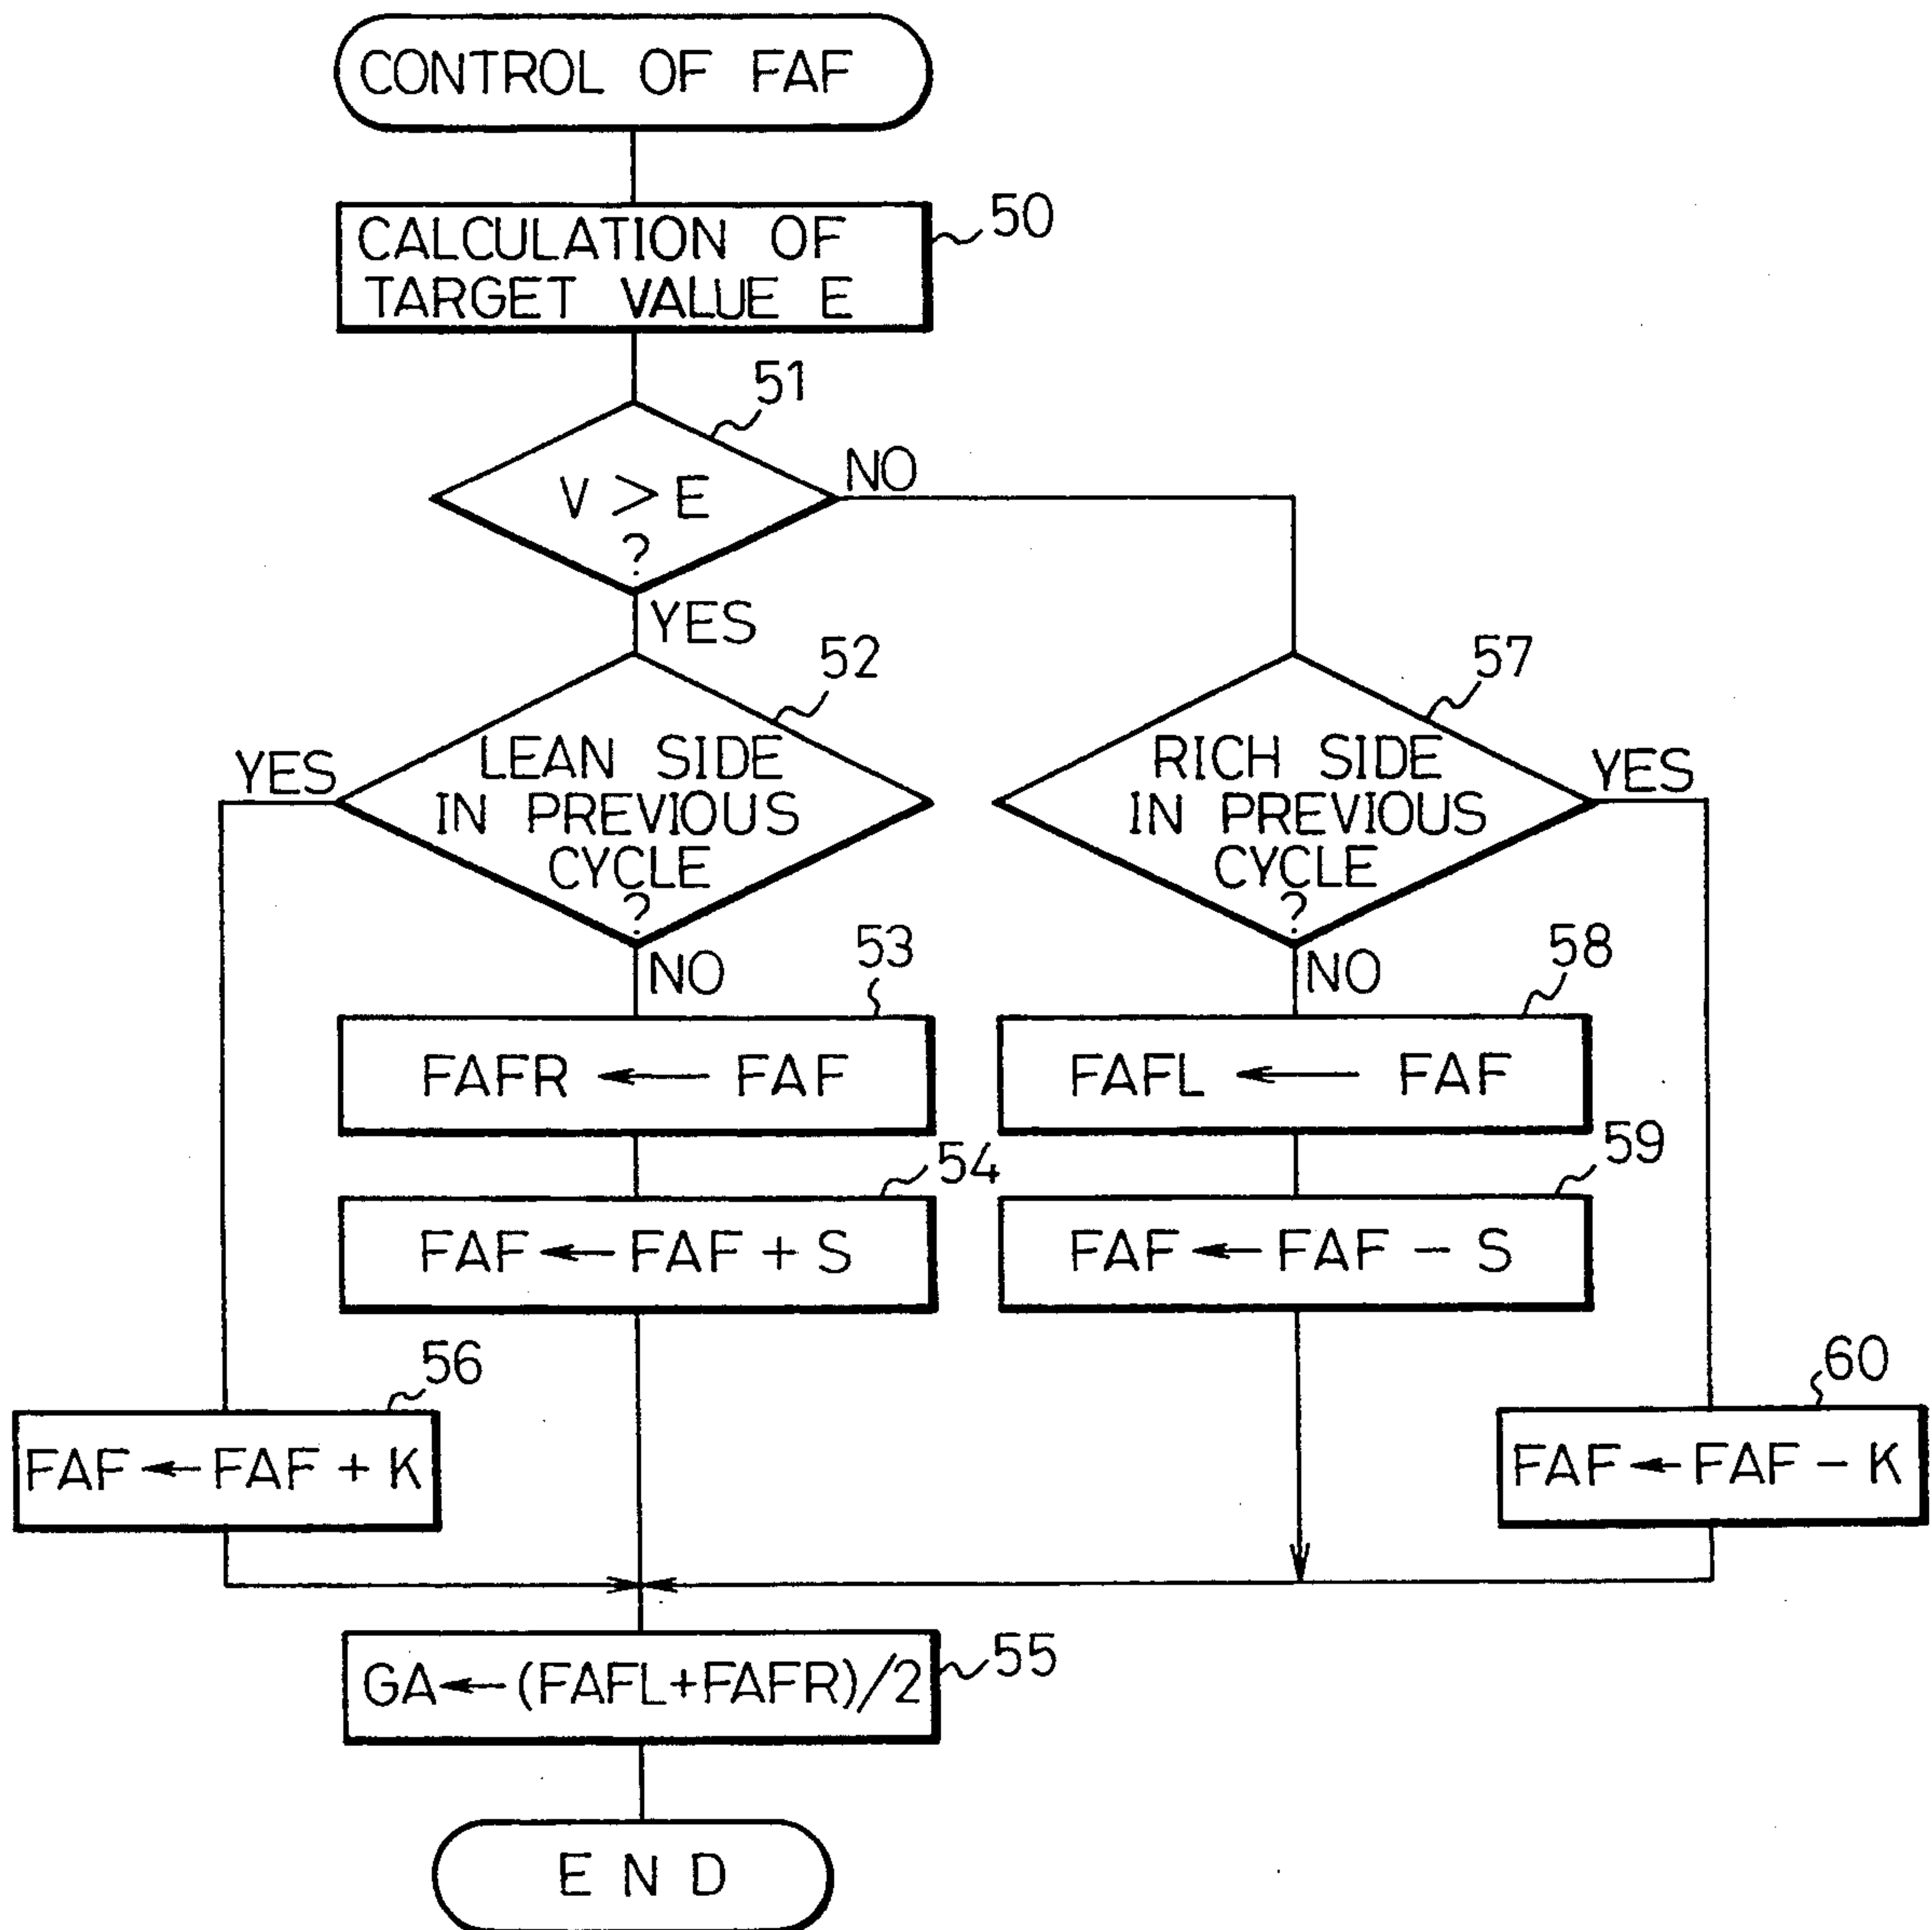 CONTROL OF FAF
CALCULATION OF
TARGET VALUE E
50
51
V > E
?
NO
YES
52
LEAN SIDE
IN PREVIOUS
CYCLE
?
YES
NO
57
RICH SIDE
IN PREVIOUS
CYCLE
?
YES
NO
53
FAFR ← FAF
58
FAFL ← FAF
54
FAF ← FAF + S
59
FAF ← FAF − S
56
FAF ← FAF + K
60
FAF ← FAF − K
55
GA ← (FAFL+FAFR)/2
END